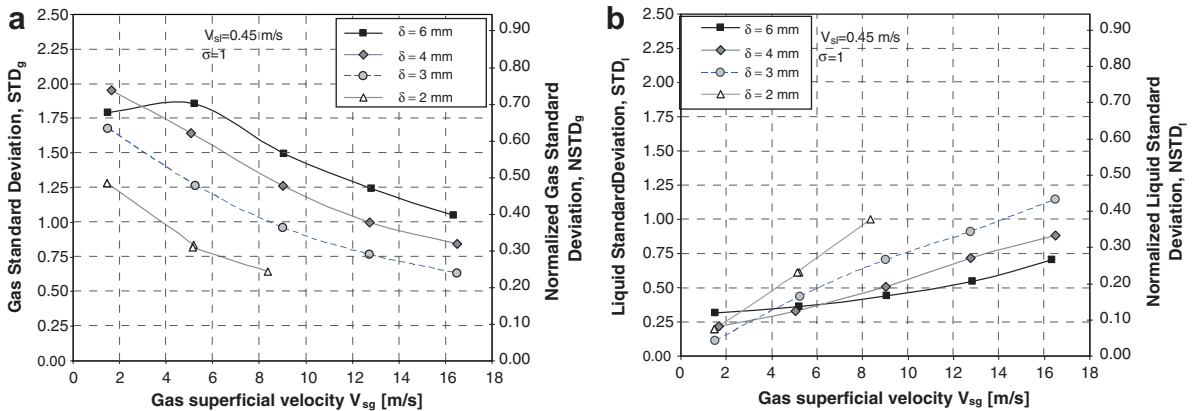 a
2.50
2.25
2.00
1.75
1.50
1.25
1.00
0.75
0.50
0.25
0.00
Gas Standard Deviation, STDg
0 2 4 6 8 10 12 14 16 18
Gas superficial velocity Vsg [m/s]
0.90
0.80
0.70
0.60
0.50
0.40
0.30
0.20
0.10
0.00
Normalized Gas Standard
Deviation, NSTDg
Vsl=0.45 m/s
σ=1
δ = 6 mm
δ = 4 mm
δ = 3 mm
δ = 2 mm
b
2.50
2.25
2.00
1.75
1.50
1.25
1.00
0.75
0.50
0.25
0.00
Liquid StandardDeviation, STDl
0 2 4 6 8 10 12 14 16 18
Gas superficial velocity Vsg [m/s]
0.90
0.80
0.70
0.60
0.50
0.40
0.30
0.20
0.10
0.00
Normalized Liquid Standard
Deviation, NSTDl
δ = 6 mm
δ = 4 mm
δ = 3 mm
δ = 2 mm
Vsl=0.45 m/s
σ=1